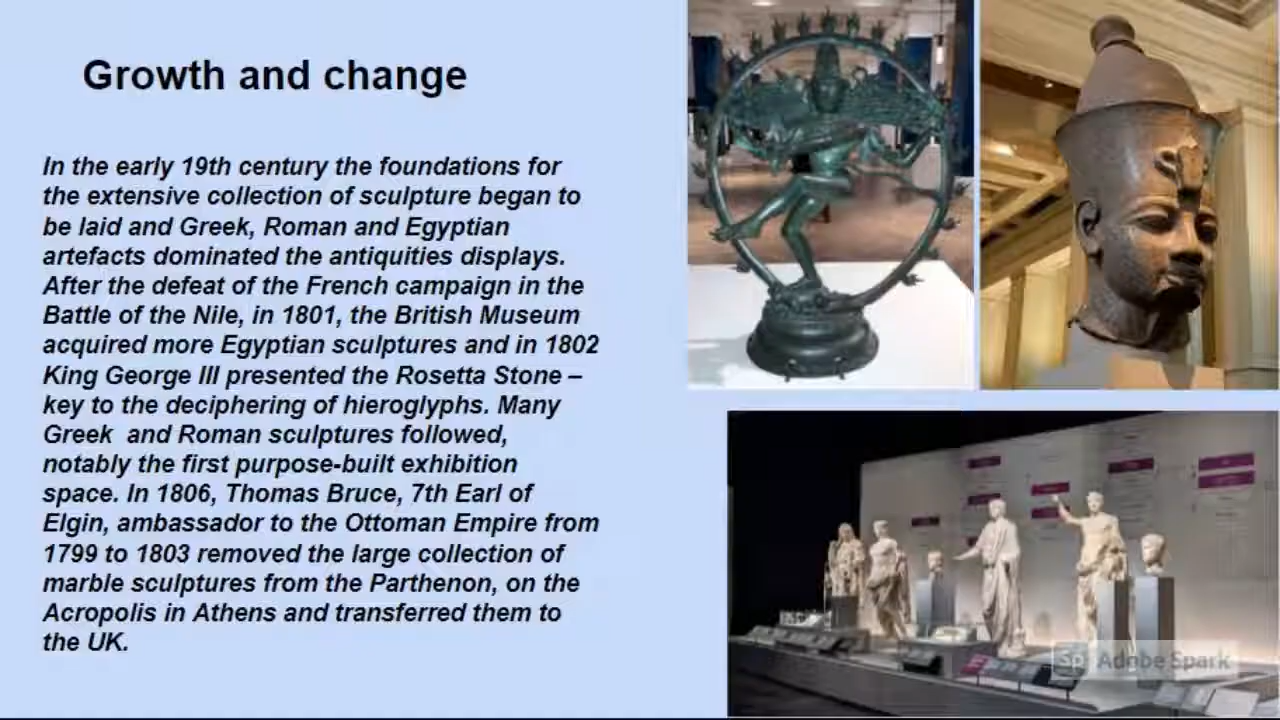 Growth and change
In the early 19th century the foundations for
the extensive collection of sculpture began to
be laid and Greek, Roman and Egyptian
artefacts dominated the antiquities displays.
After the defeat of the French campaign in the
Battle of the Nile, in 1801, the British Museum
acquired more Egyptian sculptures and in 1802
King George III presented the Rosetta Stone –
key to the deciphering of hieroglyphs. Many
Greek  and Roman sculptures followed,
notably the first purpose-built exhibition
space. In 1806, Thomas Bruce, 7th Earl of
Elgin, ambassador to the Ottoman Empire from
1799 to 1803 removed the large collection of
marble sculptures from the Parthenon, on the
Acropolis in Athens and transferred them to
the UK.
Sp Adobe Spark